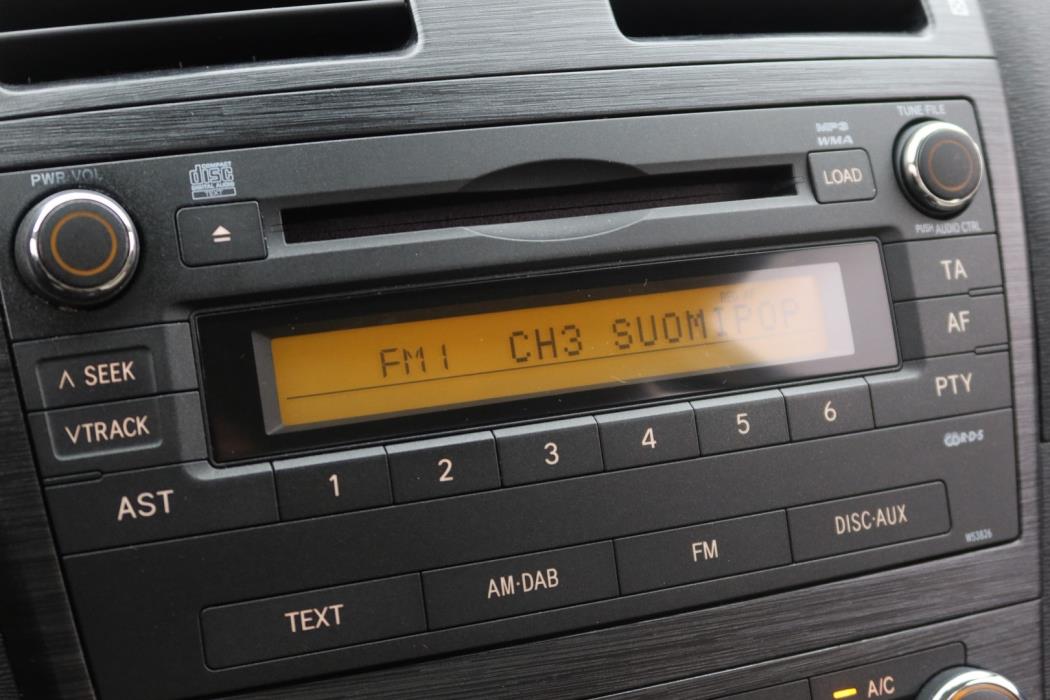 PWR·VOL
COMPACT
disc
DIGITAL AUDIO
TEXT
MP3
WMA
LOAD
TUNE·FILE
PUSH AUDIO CTRL
FM1 CH3 SUOMIPOP
TA
AF
PTY
∧ SEEK
∨TRACK
AST
1 2 3 4 5 6
R·D·S
TEXT
AM·DAB
FM
DISC·AUX
W53826
A/C